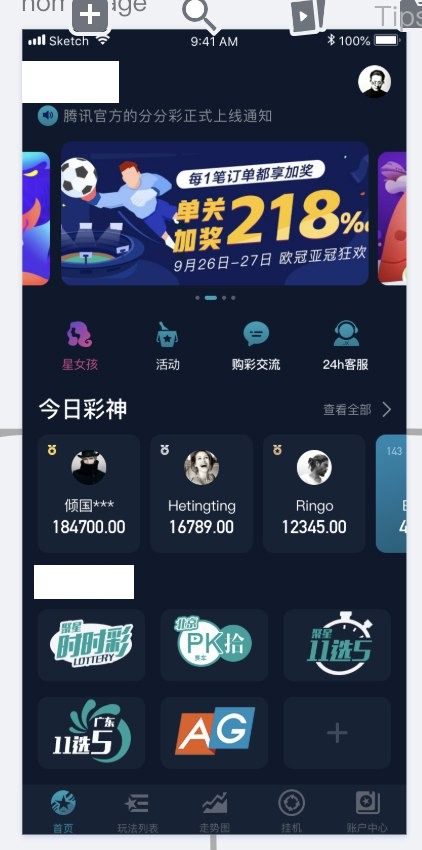 Tips
Sketch
9:41 AM
100%
腾讯官方的分分彩正式上线通知
每1笔订单都享加奖
单关
加奖218%
9月26日-27日 欧冠亚冠狂欢
星女孩
活动
购彩交流
24h客服
今日彩神
查看全部
倾国***
184700.00
Hetingting
16789.00
Ringo
12345.00
143
聚星
时时彩
LOTTERY
北京
PK拾
赛车
聚星
11选5
广东
11选5
AG
首页
玩法列表
走势图
挂机
账户中心